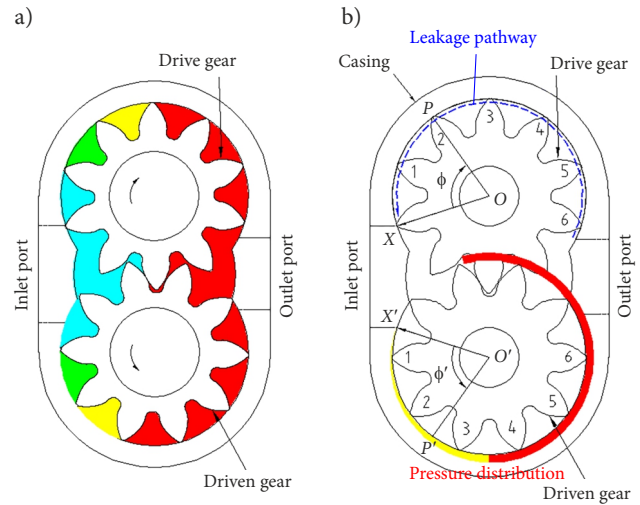 a)
Drive gear
Inlet port
Outlet port
Driven gear
b)
Leakage pathway
Casing
Drive gear
P
3
2
4
1
ϕ
5
O
6
X
Inlet port
Outlet port
X'
O'
1
6
ϕ'
2
5
P'
3
4
Pressure distribution
Driven gear